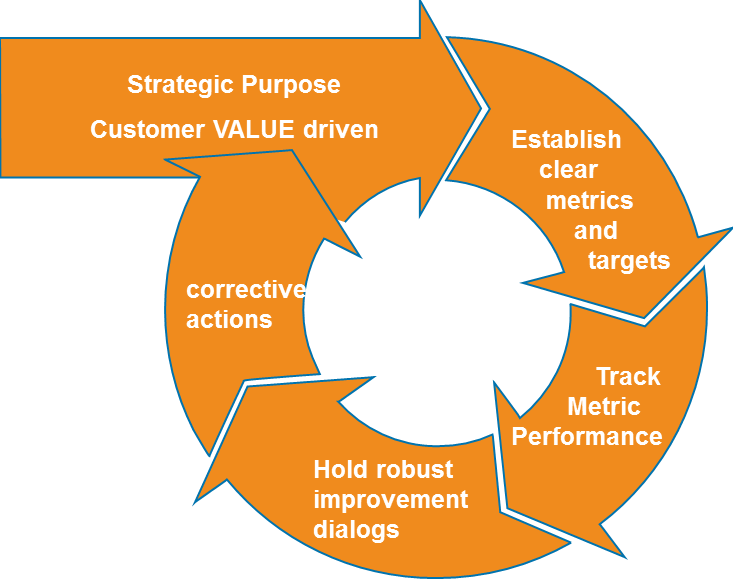 Strategic Purpose
Customer VALUE driven
Establish
clear
metrics
and
targets
Track
Metric
Performance
Hold robust
improvement
dialogs
corrective
actions